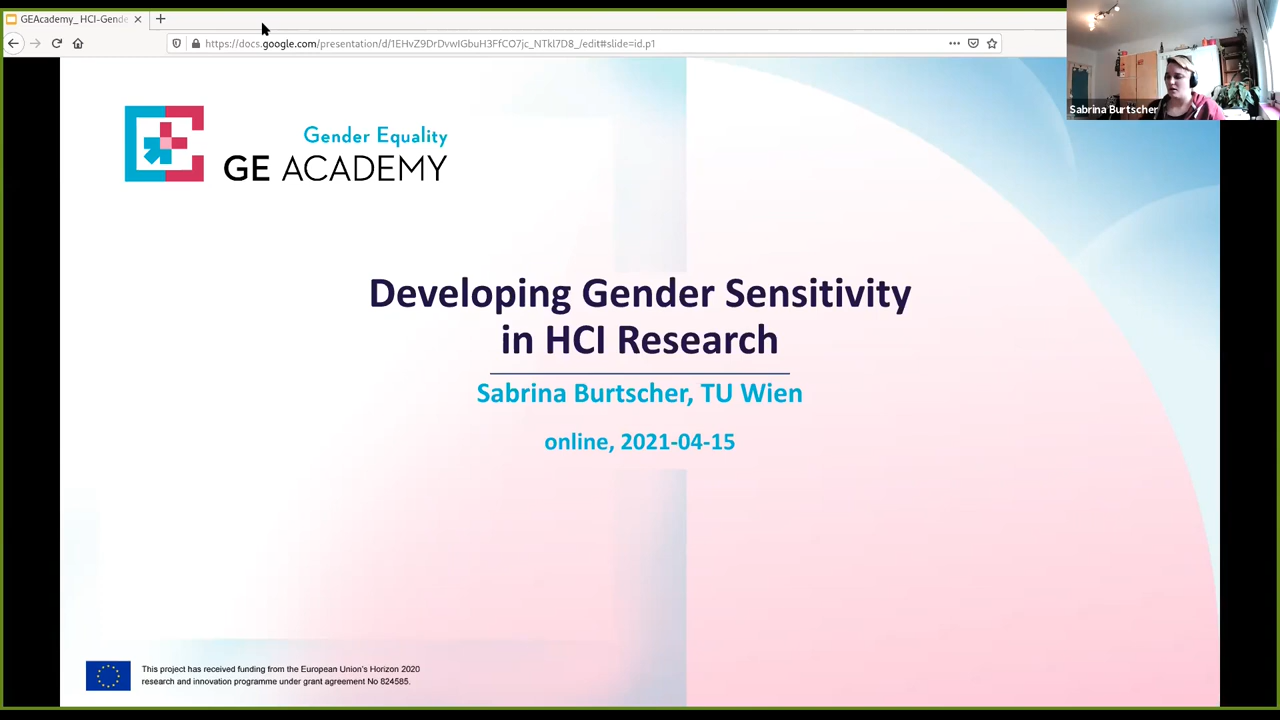 GEAcademy_ HCI-Gende
https://docs.google.com/presentation/d/1EHvZ9DrDvwIGbuH3FfCO7jc_NTkl7D8_/edit#slide=id.p1
Sabrina Burtscher
Gender Equality
GE ACADEMY
Developing Gender Sensitivity
in HCI Research
Sabrina Burtscher, TU Wien
online, 2021-04-15
This project has received funding from the European Union's Horizon 2020
research and innovation programme under grant agreement No 824585.